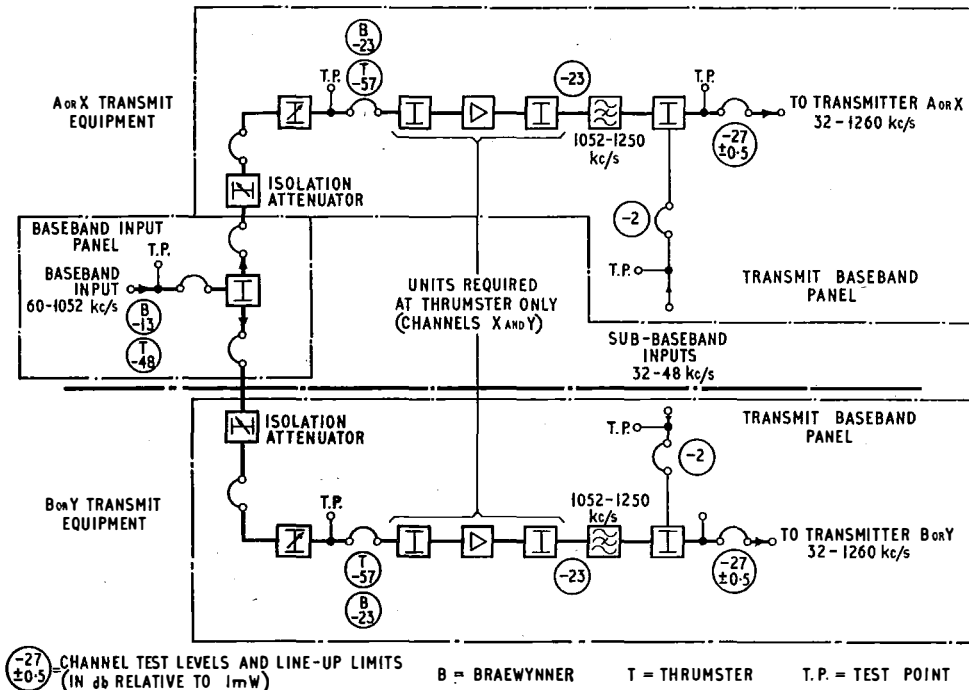 B
-23
T
-57
T.P.
-23
T.P.
A OR X TRANSMIT
EQUIPMENT
TO TRANSMITTER A OR X
32-1260 kc/s
1052-1250
kc/s
-27
±0·5
ISOLATION
ATTENUATOR
-2
BASEBAND INPUT
PANEL
T.P.
BASEBAND
INPUT
60-1052 kc/s
B
-13
T
-48
T.P.
UNITS REQUIRED
AT THRUMSTER ONLY
(CHANNELS X AND Y)
TRANSMIT BASEBAND
PANEL
SUB-BASEBAND
INPUTS
32-48 kc/s
ISOLATION
ATTENUATOR
TRANSMIT BASEBAND
PANEL
T.P.
-2
B OR Y TRANSMIT
EQUIPMENT
T.P.
1052-1250
kc/s
TO TRANSMITTER B OR Y
32-1260 kc/s
T
-57
-23
-27
±0·5
B
-23
-27
±0·5
=CHANNEL TEST LEVELS AND LINE-UP LIMITS
(IN db RELATIVE TO 1mW)
B = BRAEWYNNER
T = THRUMSTER
T.P. = TEST POINT